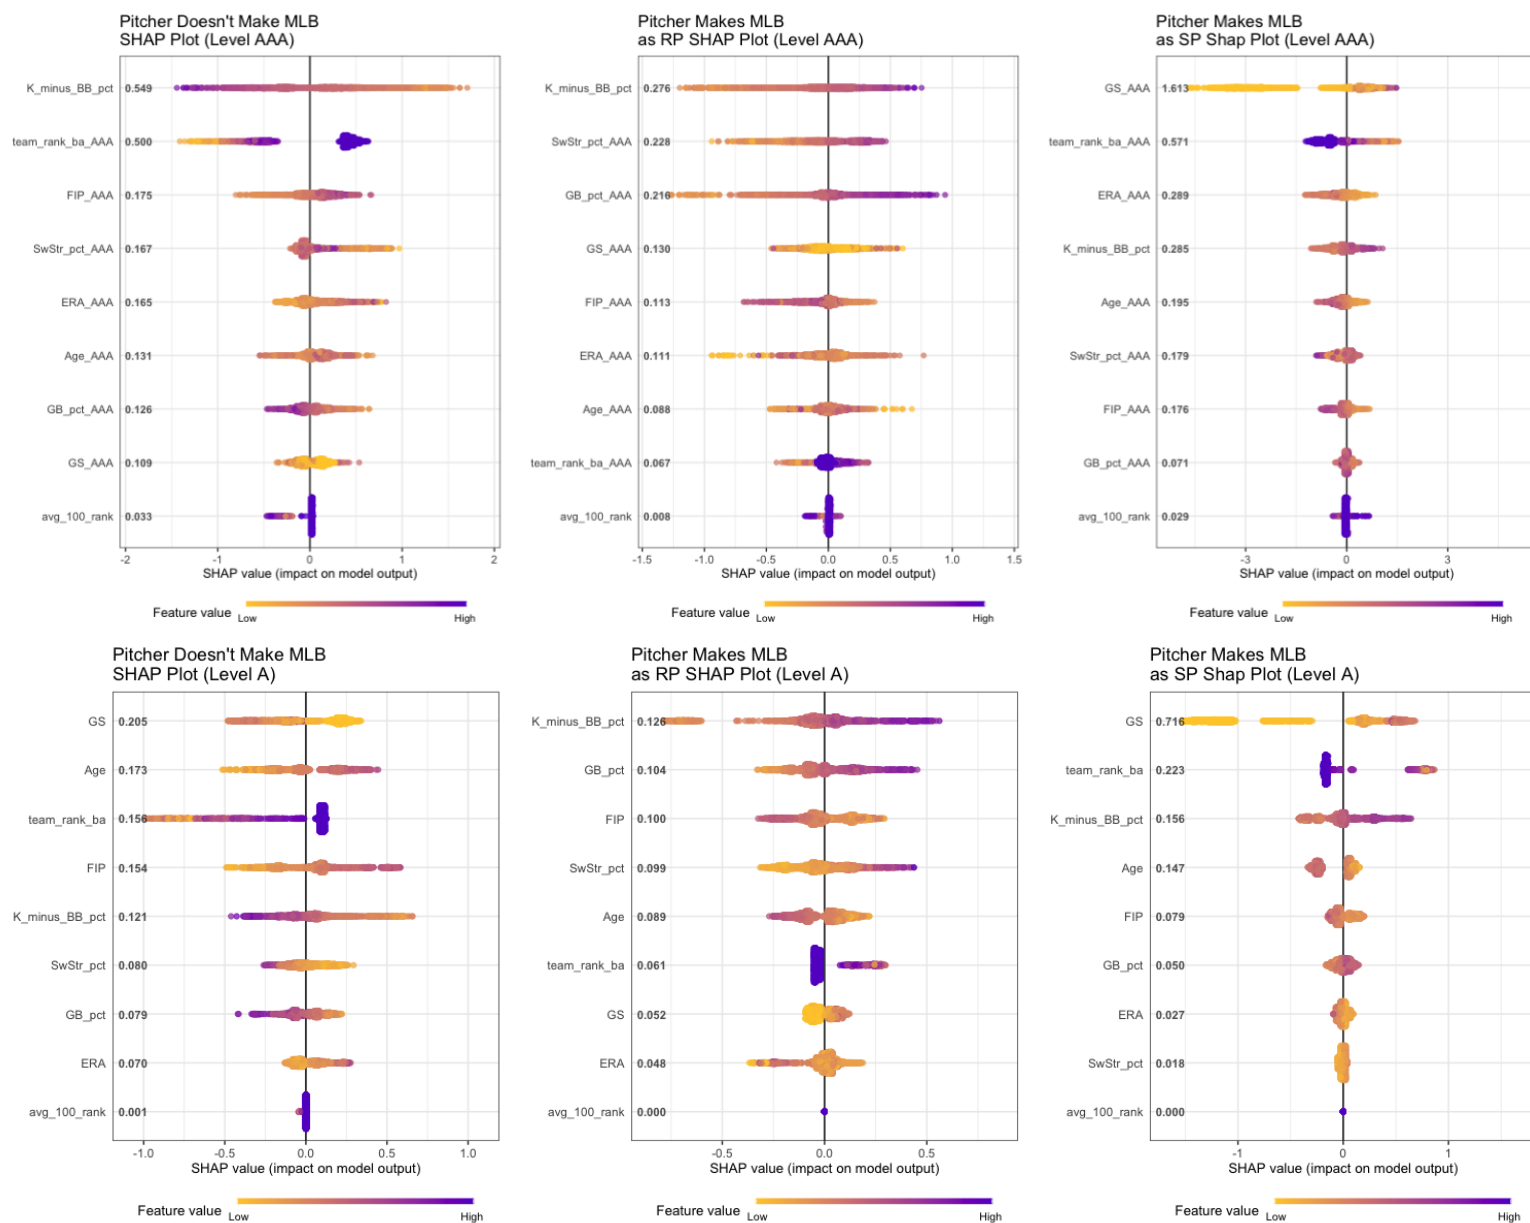 Pitcher Doesn't Make MLB
SHAP Plot (Level AAA)
K_minus_BB_pct 0.549
team_rank_ba_AAA 0.500
FIP_AAA 0.175
SwStr_pct_AAA 0.167
ERA_AAA 0.165
Age_AAA 0.131
GB_pct_AAA 0.126
GS_AAA 0.109
avg_100_rank 0.033
-2 -1 0 1 2
SHAP value (impact on model output)
Feature value Low High
Pitcher Makes MLB
as RP SHAP Plot (Level AAA)
K_minus_BB_pct 0.276
SwStr_pct_AAA 0.228
GB_pct_AAA 0.216
GS_AAA 0.130
FIP_AAA 0.113
ERA_AAA 0.111
Age_AAA 0.088
team_rank_ba_AAA 0.067
avg_100_rank 0.008
-1.5 -1.0 -0.5 0.0 0.5 1.0 1.5
SHAP value (impact on model output)
Feature value Low High
Pitcher Makes MLB
as SP Shap Plot (Level AAA)
GS_AAA 1.613
team_rank_ba_AAA 0.571
ERA_AAA 0.289
K_minus_BB_pct 0.285
Age_AAA 0.195
SwStr_pct_AAA 0.179
FIP_AAA 0.176
GB_pct_AAA 0.071
avg_100_rank 0.029
-3 0 3
SHAP value (impact on model output)
Feature value Low High
Pitcher Doesn't Make MLB
SHAP Plot (Level A)
GS 0.205
Age 0.173
team_rank_ba 0.156
FIP 0.154
K_minus_BB_pct 0.121
SwStr_pct 0.080
GB_pct 0.079
ERA 0.070
avg_100_rank 0.001
-1.0 -0.5 0.0 0.5 1.0
SHAP value (impact on model output)
Feature value Low High
Pitcher Makes MLB
as RP SHAP Plot (Level A)
K_minus_BB_pct 0.126
GB_pct 0.104
FIP 0.100
SwStr_pct 0.099
Age 0.089
team_rank_ba 0.061
GS 0.052
ERA 0.048
avg_100_rank 0.000
-0.5 0.0 0.5
SHAP value (impact on model output)
Feature value Low High
Pitcher Makes MLB
as SP Shap Plot (Level A)
GS 0.716
team_rank_ba 0.223
K_minus_BB_pct 0.156
Age 0.147
FIP 0.079
GB_pct 0.050
ERA 0.027
SwStr_pct 0.018
avg_100_rank 0.000
-1 0 1
SHAP value (impact on model output)
Feature value Low High